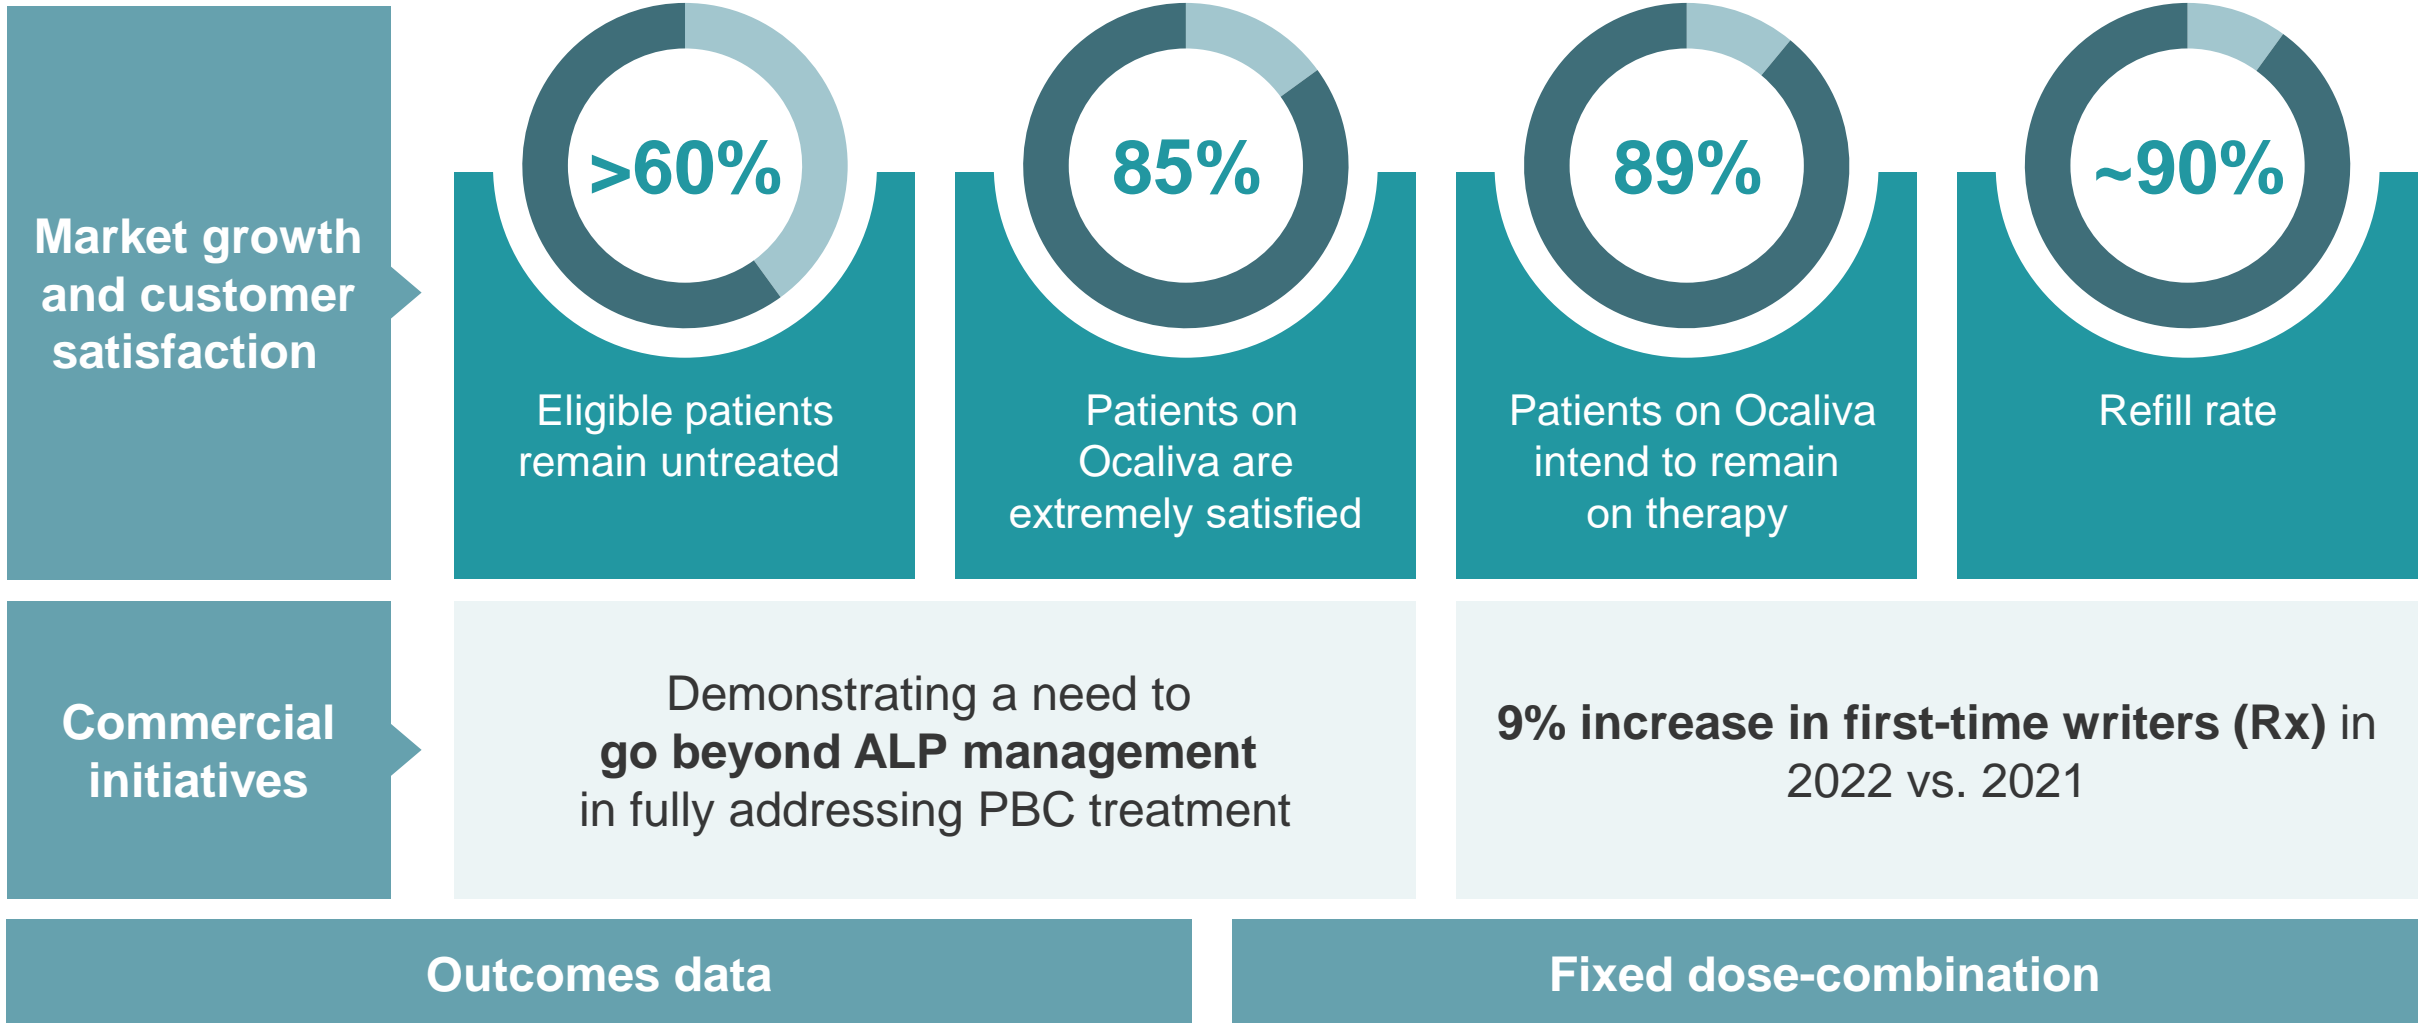 Market growth
and customer
satisfaction
>60%
Eligible patients
remain untreated
85%
Patients on
Ocaliva are
extremely satisfied
89%
Patients on Ocaliva
intend to remain
on therapy
~90%
Refill rate
Commercial
initiatives
Demonstrating a need to
go beyond ALP management
in fully addressing PBC treatment
9% increase in first-time writers (Rx) in
2022 vs. 2021
Outcomes data
Fixed dose-combination